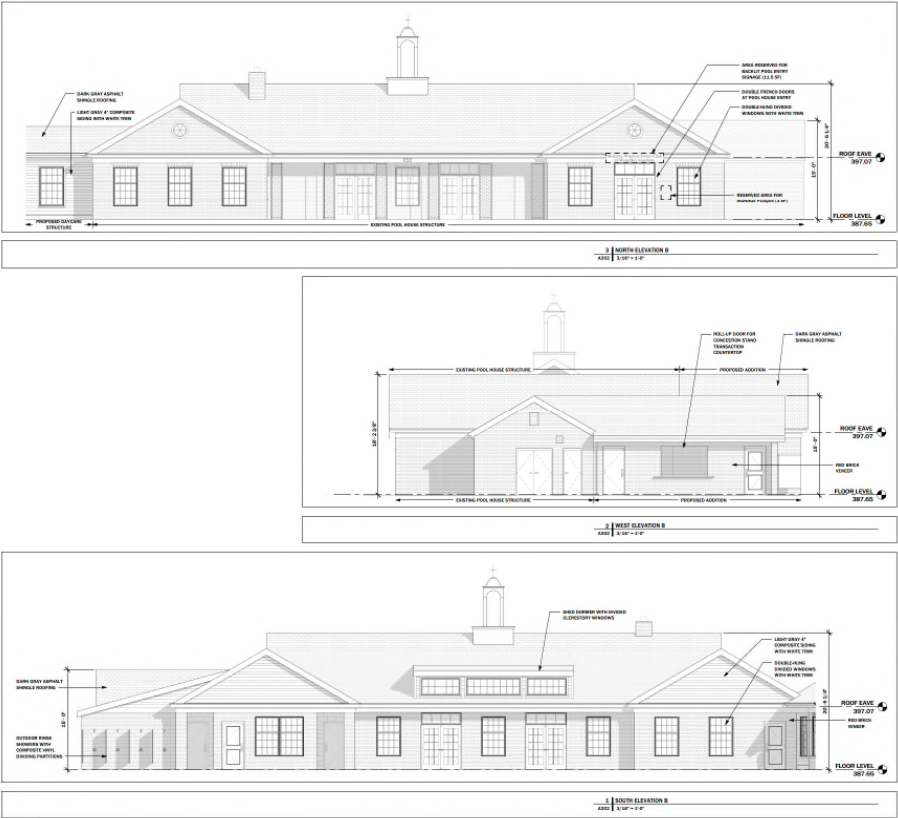 AREA RESERVED FOR
BACKLIT POOL ENTRY
SIGNAGE (11.5 SF)
DOUBLE FRENCH DOORS
AT POOL HOUSE ENTRY
DOUBLE-HUNG DIVIDED
WINDOWS WITH WHITE TRIM
DARK GRAY ASPHALT
SHINGLE ROOFING
LIGHT GRAY 4" COMPOSITE
SIDING WITH WHITE TRIM
ROOF EAVE
397.07
RESERVED AREA FOR
SIGNAGE PLAQUE (3 SF)
FLOOR LEVEL
387.65
PROPOSED DAYCARE
STRUCTURE
EXISTING POOL HOUSE STRUCTURE
3 NORTH ELEVATION B
A202 3/16" = 1'-0"
ROLL-UP DOOR FOR
CONCESTION STAND
TRANSACTION
COUNTERTOP
DARK GRAY ASPHALT
SHINGLE ROOFING
EXISTING POOL HOUSE STRUCTURE
PROPOSED ADDITION
ROOF EAVE
397.07
RED BRICK
VENEER
FLOOR LEVEL
387.65
EXISTING POOL HOUSE STRUCTURE
PROPOSED ADDITION
2 WEST ELEVATION B
A202 3/16" = 1'-0"
SHED DORMER WITH DIVIDED
CLERESTORY WINDOWS
LIGHT GRAY 4"
COMPOSITE SIDING
WITH WHITE TRIM
DOUBLE-HUNG
DIVIDED WINDOWS
WITH WHITE TRIM
DARK GRAY ASPHALT
SHINGLE ROOFING
15'-0"
ROOF EAVE
397.07
RED BRICK
OUTDOOR RINSE
SHOWERS WITH
COMPOSITE VINYL
DIVIDING PARTITIONS
FLOOR LEVEL
387.65
1 SOUTH ELEVATION B
A202 3/16" = 1'-0"